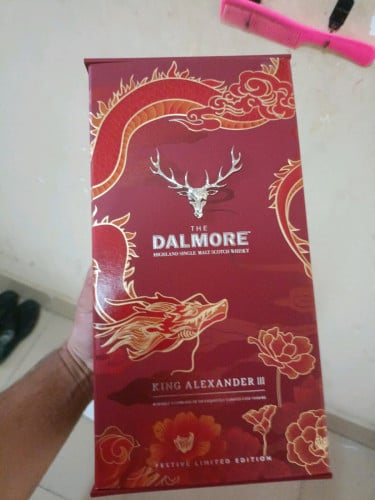 THE
DALMORE
HIGHLAND SINGLE MALT SCOTCH WHISKY
KING ALEXANDER III
FESTIVE LIMITED EDITION